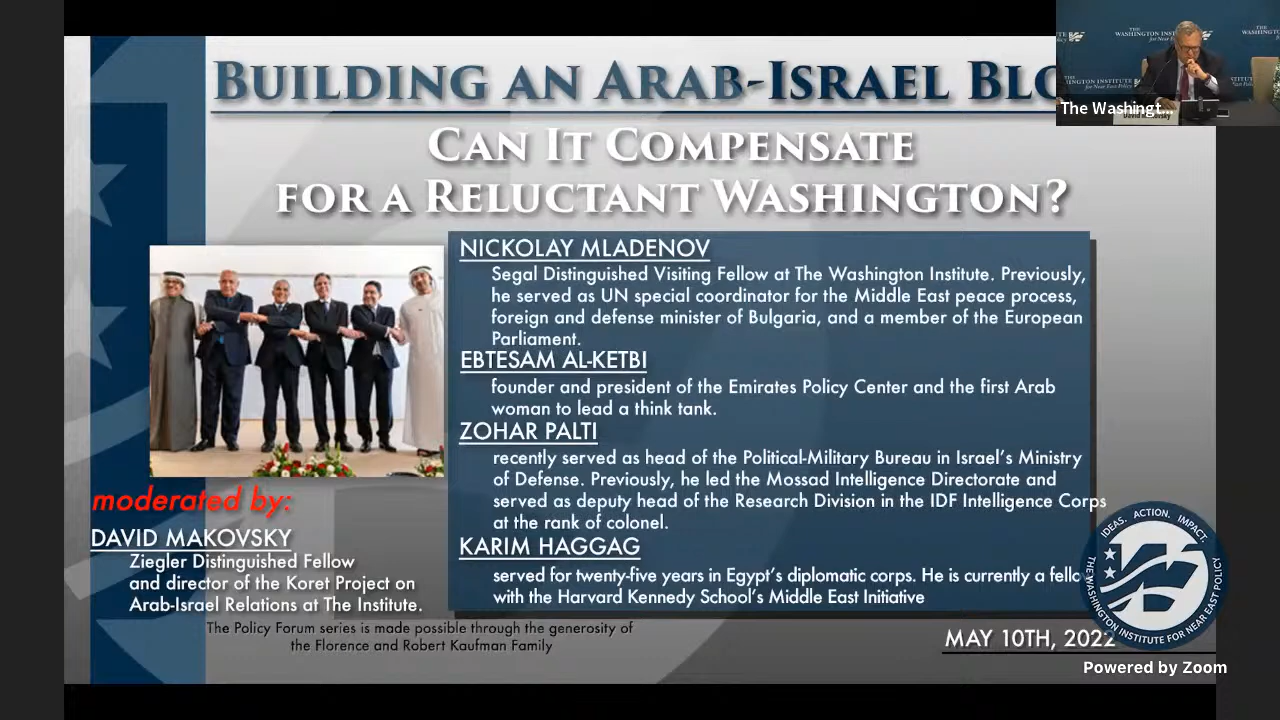 BUILDING AN ARAB-ISRAEL BLO
CAN IT COMPENSATE
FOR A RELUCTANT WASHINGTON?
The Washingt...
THE WASHINGTON INSTITUTE
for Near East Policy
NICKOLAY MLADENOV
Segal Distinguished Visiting Fellow at The Washington Institute. Previously,
he served as UN special coordinator for the Middle East peace process,
foreign and defense minister of Bulgaria, and a member of the European
Parliament.
EBTESAM AL-KETBI
founder and president of the Emirates Policy Center and the first Arab
woman to lead a think tank.
ZOHAR PALTI
recently served as head of the Political-Military Bureau in Israel's Ministry
of Defense. Previously, he led the Mossad Intelligence Directorate and
served as deputy head of the Research Division in the IDF Intelligence Corps
at the rank of colonel.
KARIM HAGGAG
served for twenty-five years in Egypt's diplomatic corps. He is currently a fello
with the Harvard Kennedy School's Middle East Initiative
moderated by:
DAVID MAKOVSKY
Ziegler Distinguished Fellow
and director of the Koret Project on
Arab-Israel Relations at The Institute.
The Policy Forum series is made possible through the generosity of
the Florence and Robert Kaufman Family
MAY 10TH, 2022
IDEAS. ACTION. IMPACT.
THE WASHINGTON INSTITUTE FOR NEAR EAST POLICY
Powered by Zoom